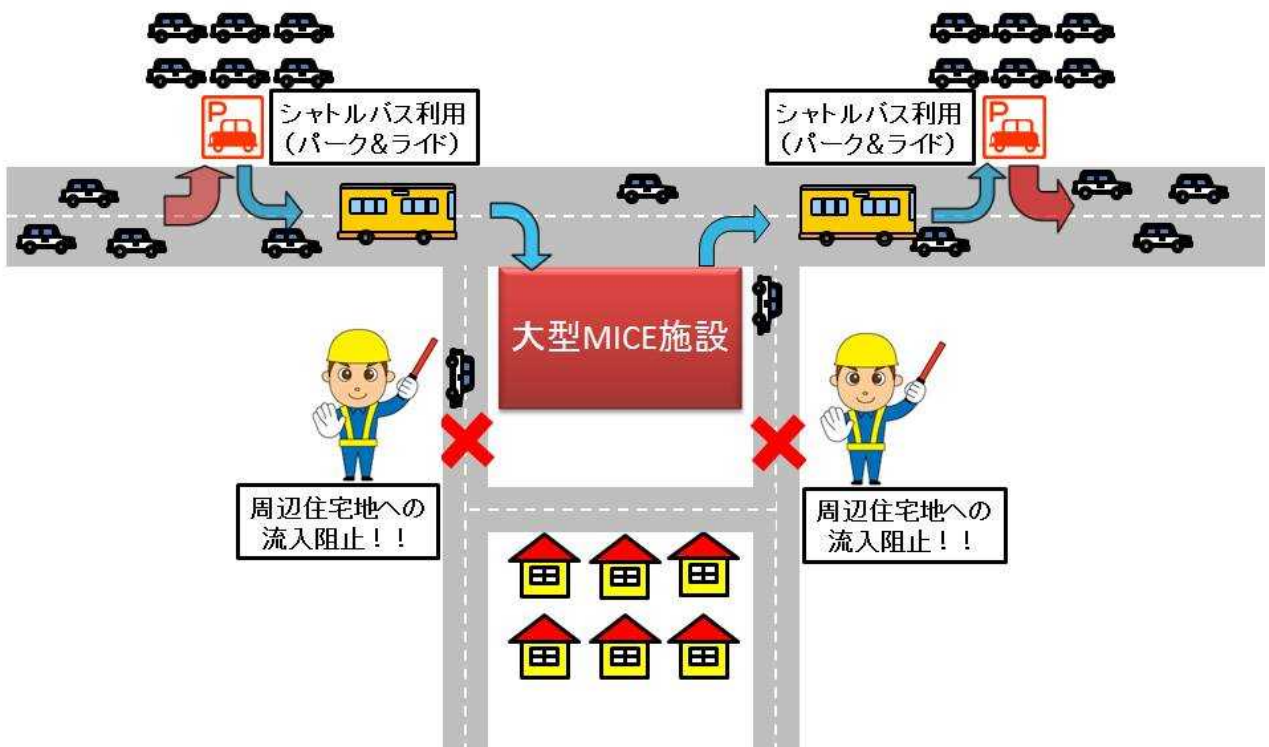 P
シャトルバス利用
（パーク&ライド）
シャトルバス利用
（パーク&ライド）
P
大型MICE施設
周辺住宅地への
流入阻止！！
周辺住宅地への
流入阻止！！